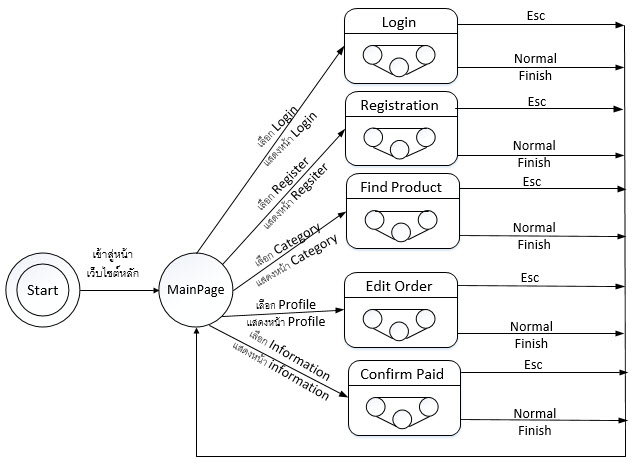 Login
Esc
Normal
Finish
เลือก Login
แสดงหน้า Login
Registration
Esc
Normal
Finish
เลือก Register
แสดงหน้า Regsiter
Find Product
Esc
Normal
Finish
เลือก Category
แสดงหน้า Category
เข้าสู่หน้า
เว็บไซต์หลัก
Start
MainPage
Edit Order
Esc
Normal
Finish
เลือก Profile
แสดงหน้า Profile
เลือก Information
แสดงหน้า information
Confirm Paid
Esc
Normal
Finish